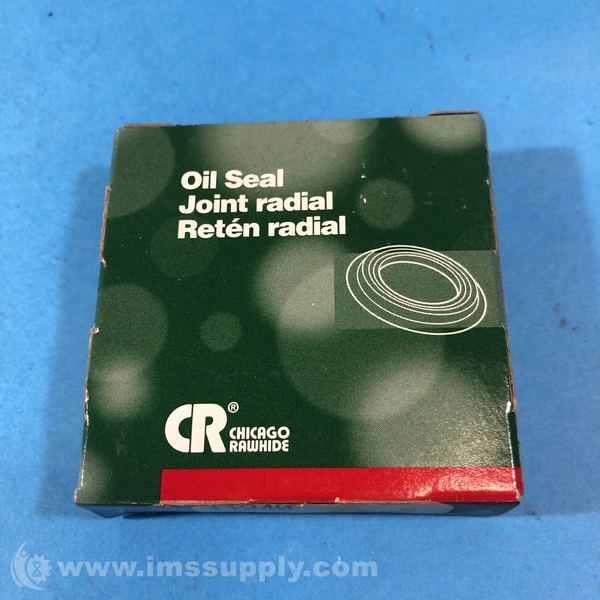 Oil Seal
Joint radial
Retén radial
CR® CHICAGO
RAWHIDE
www.imssupply.com